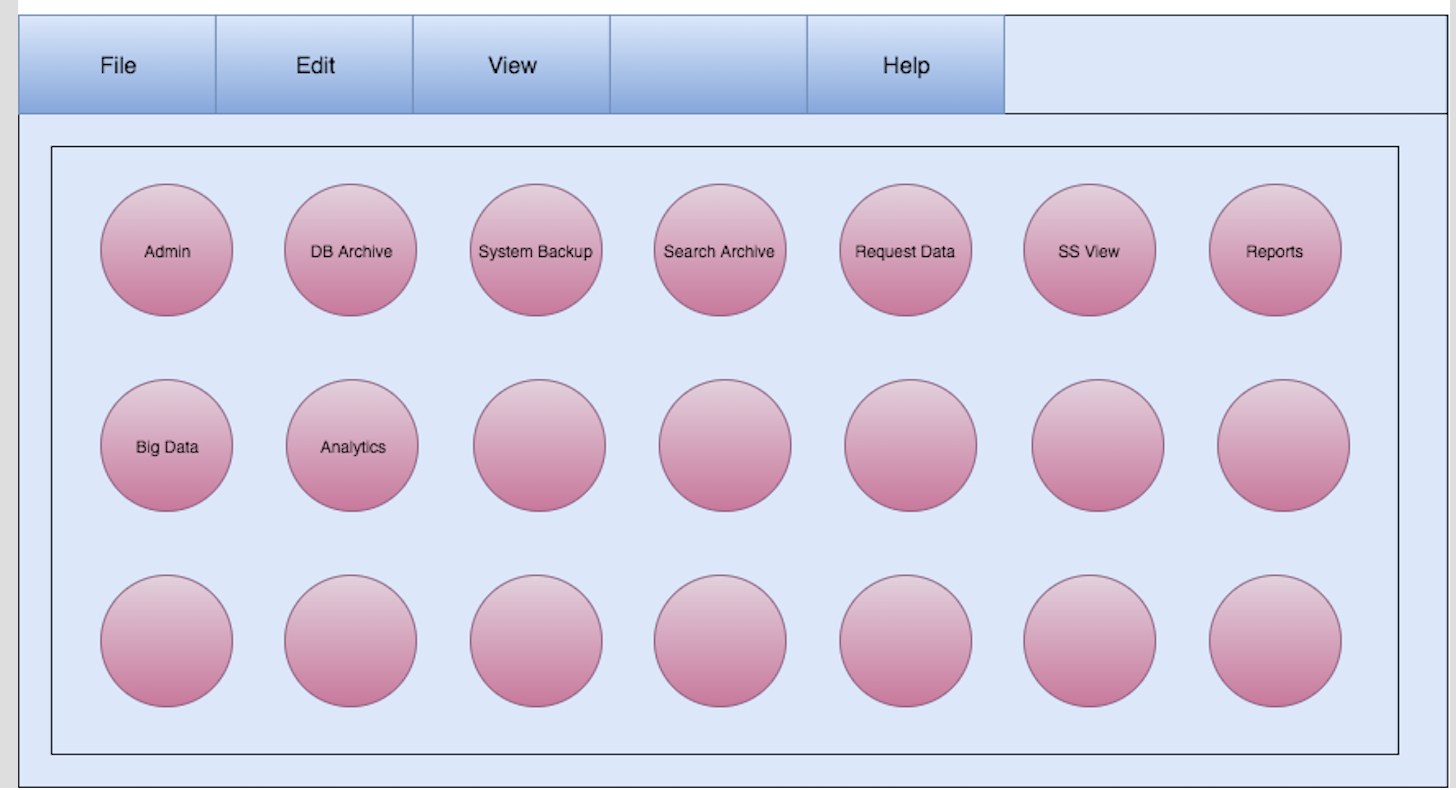 File
Edit
View
Help
Admin
DB Archive
System Backup
Search Archive
Request Data
SS View
Reports
Big Data
Analytics